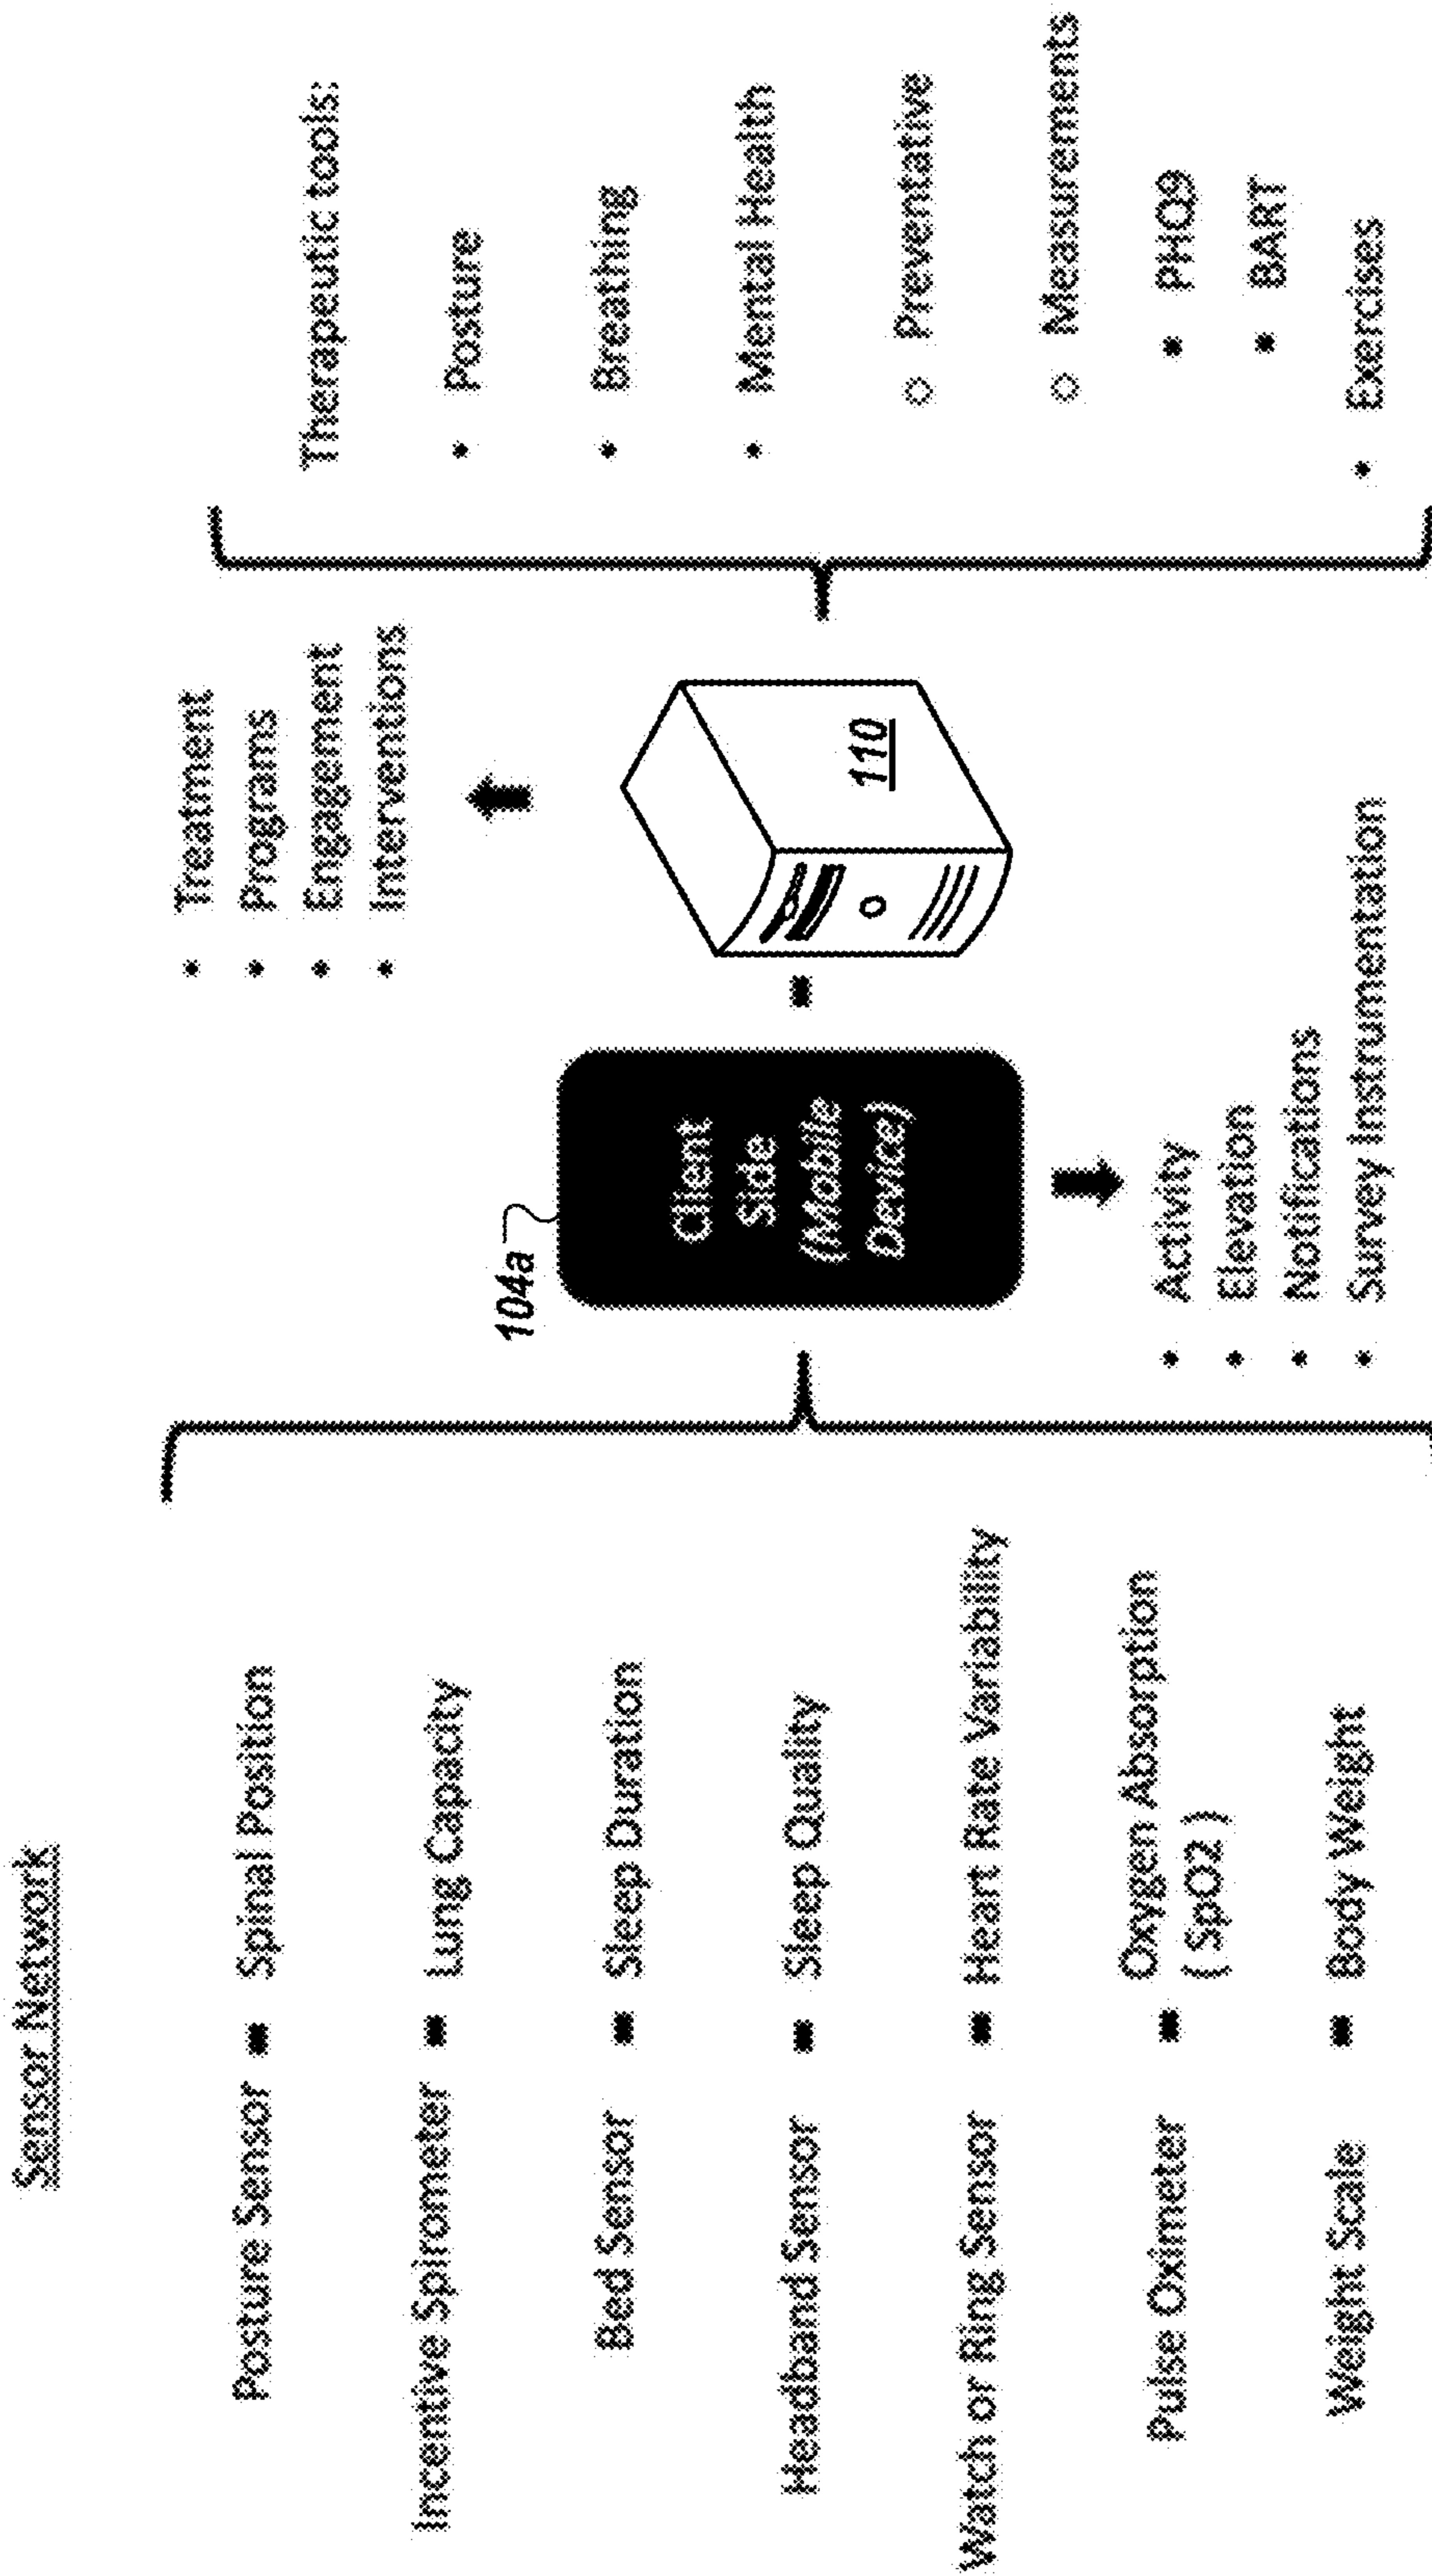 Sensor Network
Posture Sensor
Spinal Position
Incentive Spirometer
Lung Capacity
Bed Sensor
Sleep Duration
Headband Sensor
Sleep Quality
Watch or Ring Sensor
Heart Rate Variability
Pulse Oximeter
Oxygen Absorption
( SpO2 )
Weight Scale
Body Weight
104a
Client
Side
(Mobile
Device)
• Activity
• Elevation
• Notifications
• Survey Instrumentation
• Treatment
• Programs
• Engagement
• Interventions
110
Therapeutic tools:
• Posture
• Breathing
• Mental Health
○ Preventative
○ Measurements
▪ PHQ9
▪ BART
• Exercises